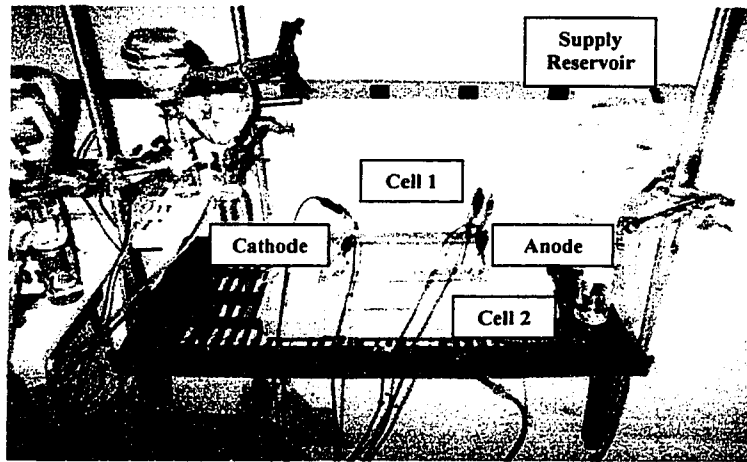 Supply
Reservoir
Cell 1
Cathode
Anode
Cell 2